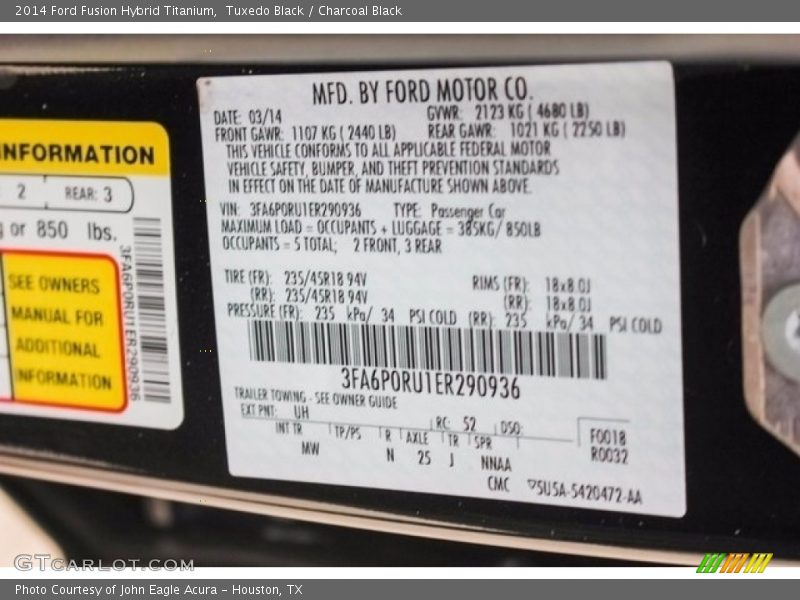 2014 Ford Fusion Hybrid Titanium,  Tuxedo Black / Charcoal Black
INFORMATION
2 REAR: 3
or 850 lbs.
SEE OWNERS
MANUAL FOR
ADDITIONAL
INFORMATION
3FA6P0RU1ER290936
MFD. BY FORD MOTOR CO.
DATE: 03/14 GVWR: 2123 KG ( 4680 LB)
FRONT GAWR: 1107 KG ( 2440 LB) REAR GAWR: 1021 KG ( 2250 LB)
THIS VEHICLE CONFORMS TO ALL APPLICABLE FEDERAL MOTOR
VEHICLE SAFETY, BUMPER, AND THEFT PREVENTION STANDARDS
IN EFFECT ON THE DATE OF MANUFACTURE SHOWN ABOVE.
VIN: 3FA6P0RU1ER290936 TYPE: Passenger Car
MAXIMUM LOAD = OCCUPANTS + LUGGAGE = 385KG/ 850LB
OCCUPANTS = 5 TOTAL; 2 FRONT, 3 REAR
TIRE (FR): 235/45R18 94V RIMS (FR): 18x8.0J
(RR): 235/45R18 94V (RR): 18x8.0J
PRESSURE (FR): 235 kPa/ 34 PSI COLD (RR): 235 kPa/ 34 PSI COLD
3FA6P0RU1ER290936
TRAILER TOWING - SEE OWNER GUIDE
EXT PNT: UH RC: 52 DSO:
INT TR TP/PS R AXLE TR SPR F0018
MW N 25 J NNAA R0032
CMC 5U5A-5420472-AA
GTCARLOT.COM
Photo Courtesy of John Eagle Acura - Houston, TX